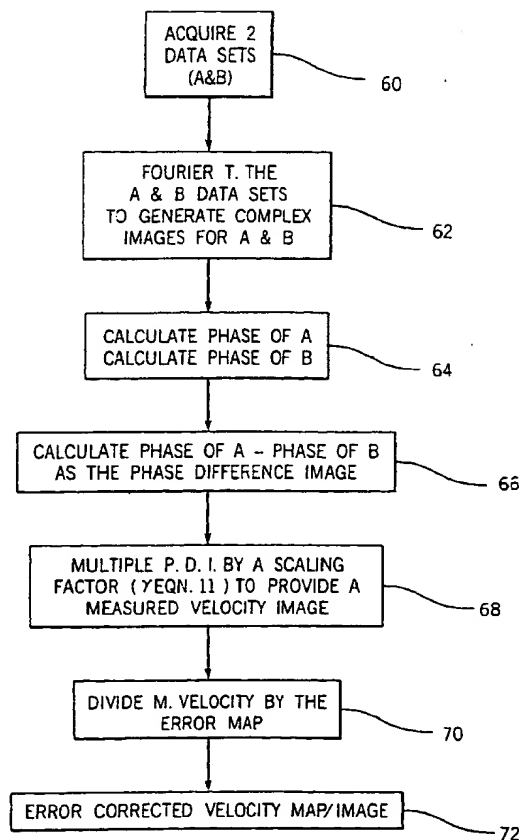 ACQUIRE 2
DATA SETS
(A&B)
60
FOURIER T. THE
A & B DATA SETS
TO GENERATE COMPLEX
IMAGES FOR A & B
62
CALCULATE PHASE OF A
CALCULATE PHASE OF B
64
CALCULATE PHASE OF A – PHASE OF B
AS THE PHASE DIFFERENCE IMAGE
66
MULTIPLE P. D. I. BY A SCALING
FACTOR (γEQN. 11) TO PROVIDE A
MEASURED VELOCITY IMAGE
68
DIVIDE M. VELOCITY BY THE
ERROR MAP
70
ERROR CORRECTED VELOCITY MAP/IMAGE
72